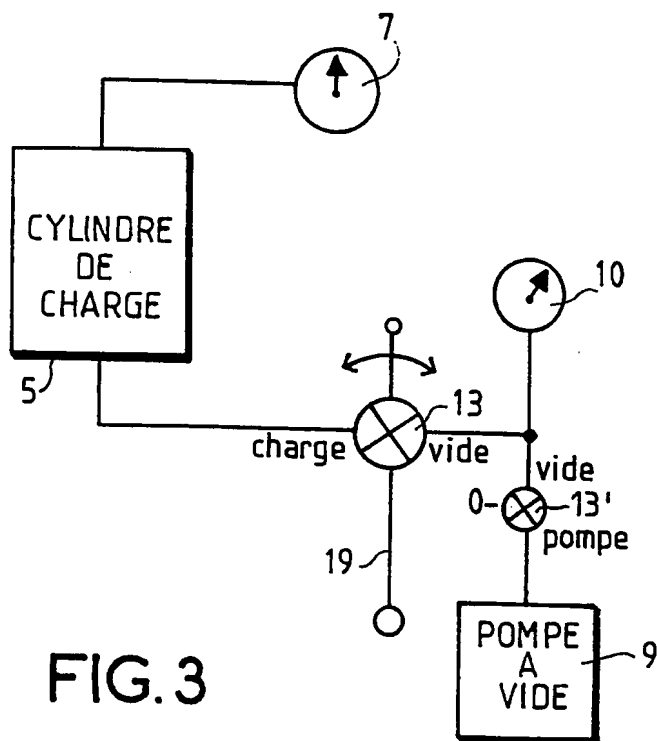 7
CYLINDRE
DE
CHARGE
5
10
13
charge
vide
vide
0-
13'
pompe
19
POMPE
A
VIDE
9
FIG. 3